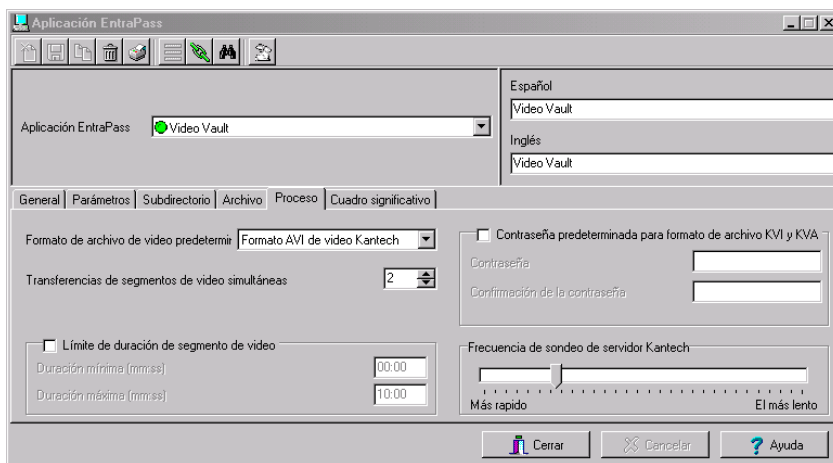 Aplicación EntraPass
Aplicación EntraPass
Video Vault
Español
Video Vault
Inglés
Video Vault
General
Parámetros
Subdirectorio
Archivo
Proceso
Cuadro significativo
Formato de archivo de video predetermir
Formato AVI de video Kantech
Transferencias de segmentos de video simultáneas
2
Contraseña predeterminada para formato de archivo KVI y KVA
Contraseña
Confirmación de la contraseña
Límite de duración de segmento de video
Duración mínima (mm:ss)
00:00
Duración máxima (mm:ss)
10:00
Frecuencia de sondeo de servidor Kantech
Más rapido
El más lento
Cerrar
Cancelar
Ayuda